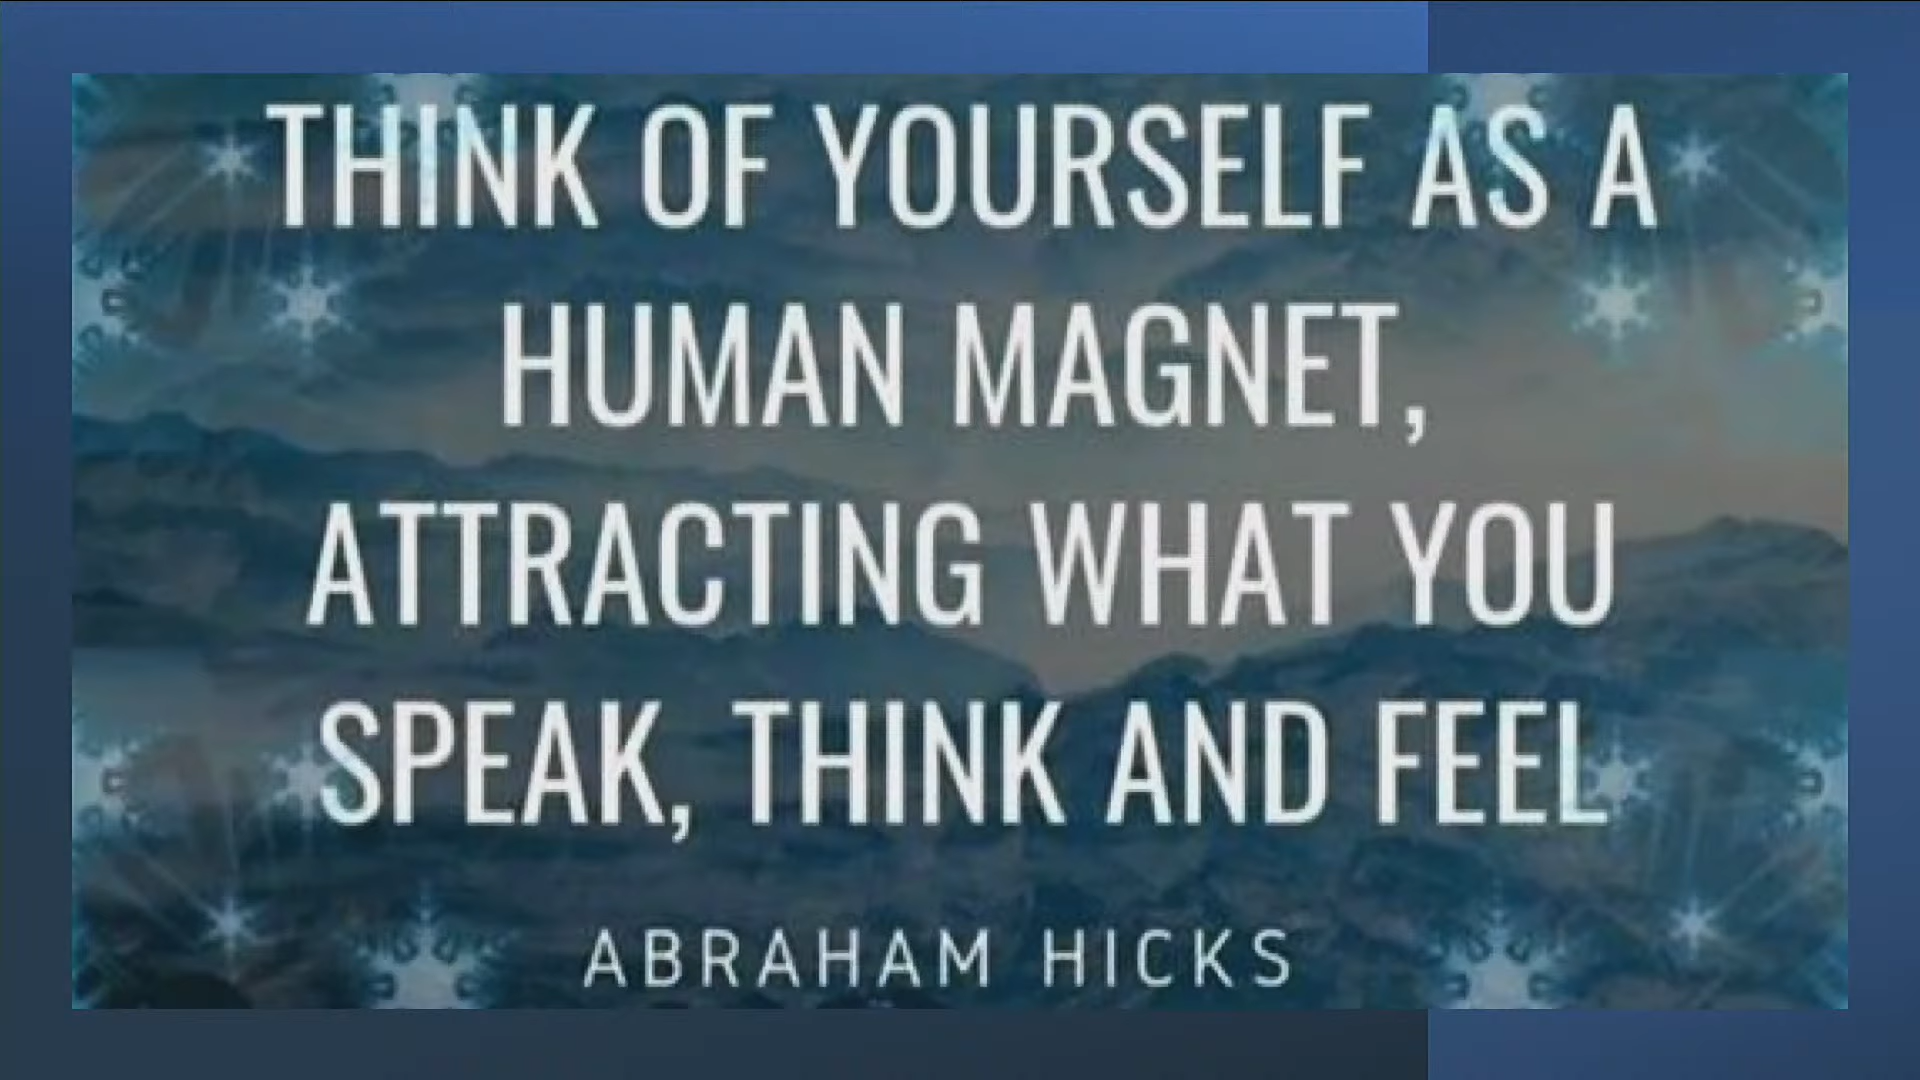 THINK OF YOURSELF AS A
HUMAN MAGNET,
ATTRACTING WHAT YOU
SPEAK, THINK AND FEEL
ABRAHAM HICKS